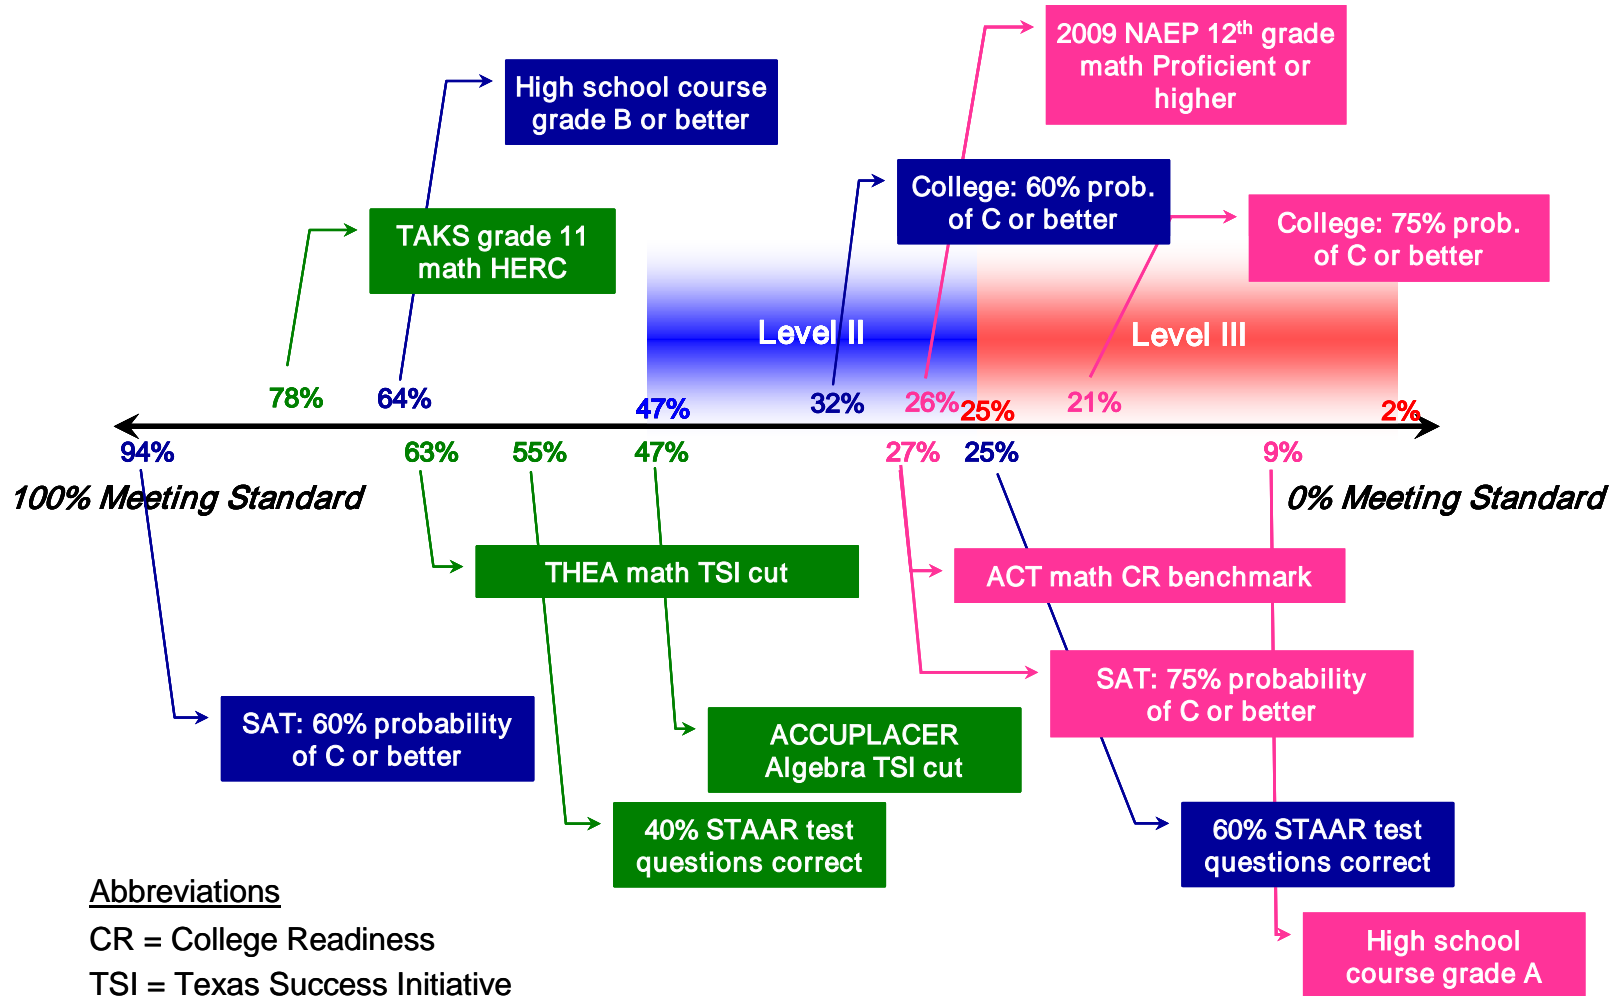 2009 NAEP 12th grade
math Proficient or
higher
High school course
grade B or better
College: 60% prob.
of C or better
College: 75% prob.
of C or better
TAKS grade 11
math HERC
Level II
Level III
78%
64%
47%
32%
26%
25%
21%
2%
94%
63%
55%
47%
27%
25%
9%
100% Meeting Standard
0% Meeting Standard
THEA math TSI cut
ACT math CR benchmark
SAT: 75% probability
of C or better
SAT: 60% probability
of C or better
ACCUPLACER
Algebra TSI cut
40% STAAR test
questions correct
60% STAAR test
questions correct
High school
course grade A
Abbreviations
CR = College Readiness
TSI = Texas Success Initiative